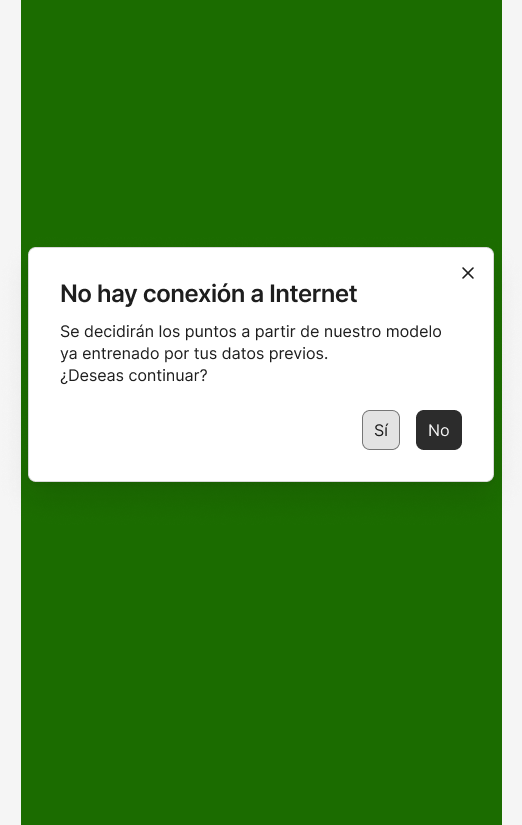 No hay conexión a Internet
Se decidirán los puntos a partir de nuestro modelo
ya entrenado por tus datos previos.
¿Deseas continuar?
Sí
No